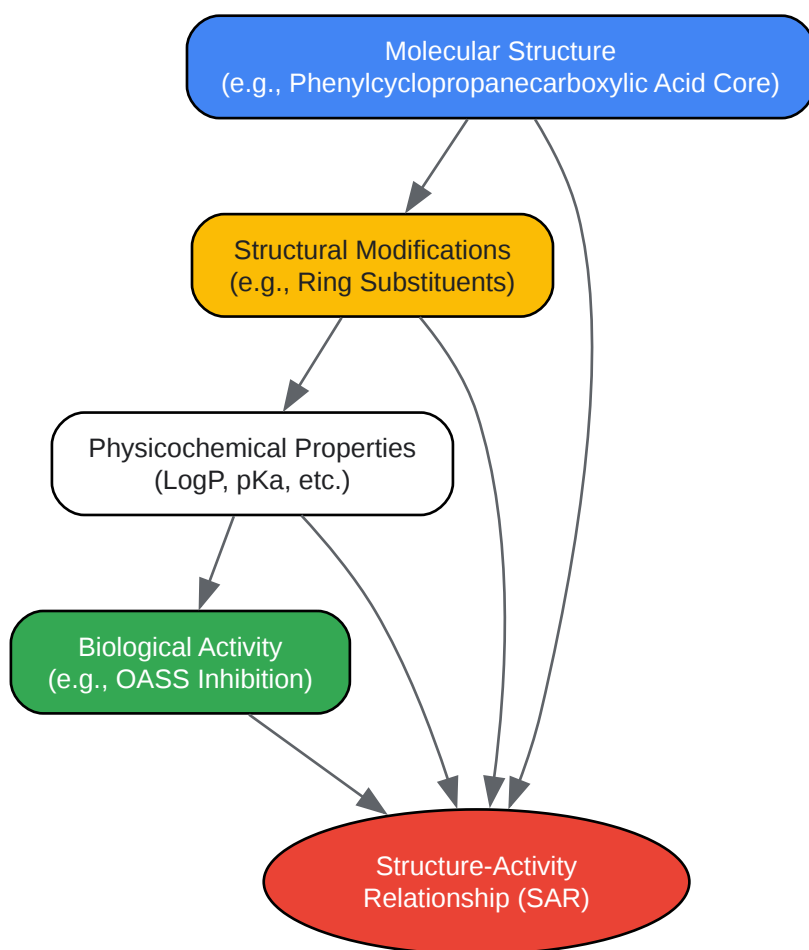 Molecular Structure
(e.g., Phenylcyclopropanecarboxylic Acid Core)
Structural Modifications
(e.g., Ring Substituents)
Physicochemical Properties
(LogP, pKa, etc.)
Biological Activity
(e.g., OASS Inhibition)
Structure-Activity
Relationship (SAR)